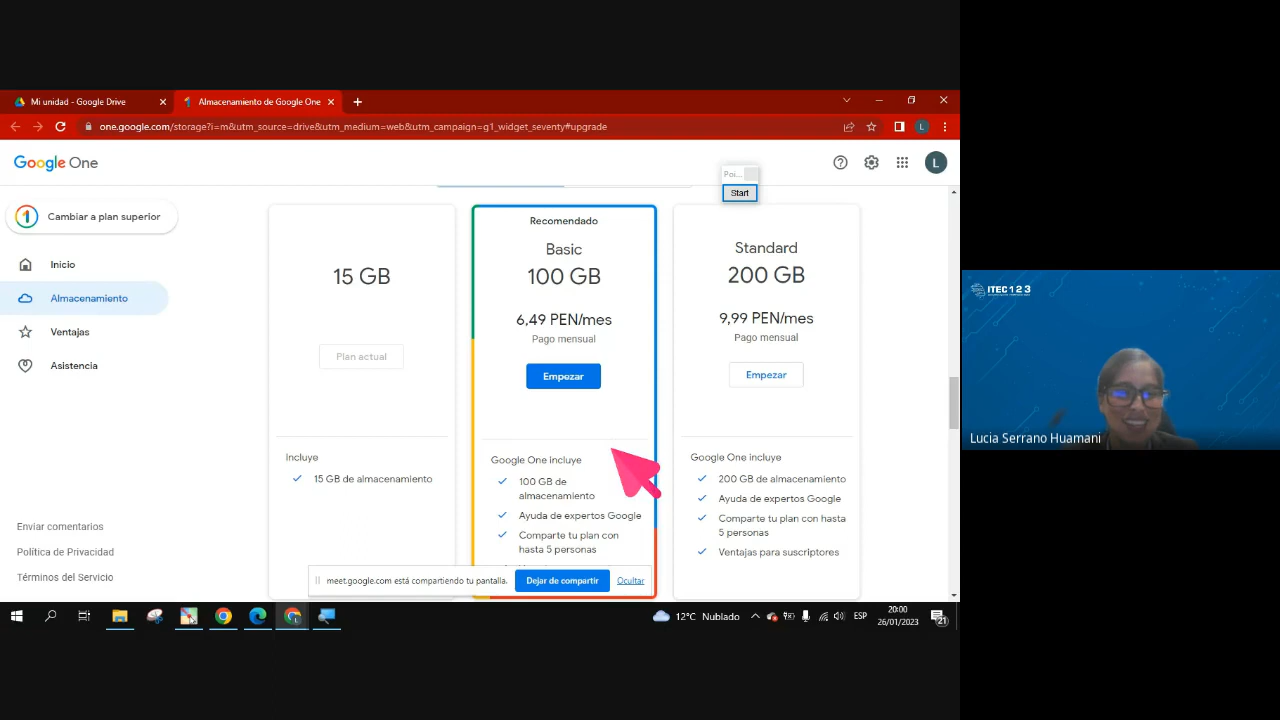 Mi unidad - Google Drive
Almacenamiento de Google One
one.google.com/storage?i=m&utm_source=drive&utm_medium=web&utm_campaign=g1_widget_seventy#upgrade
L
Google One
L
Poi...
Start
Cambiar a plan superior
Inicio
Almacenamiento
Ventajas
Asistencia
Enviar comentarios
Política de Privacidad
Términos del Servicio
15 GB
Plan actual
Incluye
15 GB de almacenamiento
Recomendado
Basic
100 GB
6,49 PEN/mes
Pago mensual
Empezar
Google One incluye
100 GB de
almacenamiento
Ayuda de expertos Google
Comparte tu plan con
hasta 5 personas
Standard
200 GB
9,99 PEN/mes
Pago mensual
Empezar
Google One incluye
200 GB de almacenamiento
Ayuda de expertos Google
Comparte tu plan con hasta
5 personas
Ventajas para suscriptores
meet.google.com está compartiendo tu pantalla.
Dejar de compartir
Ocultar
12°C Nublado
ESP
20:00
26/01/2023
21
ITEC 1 2 3
Lucia Serrano Huamani